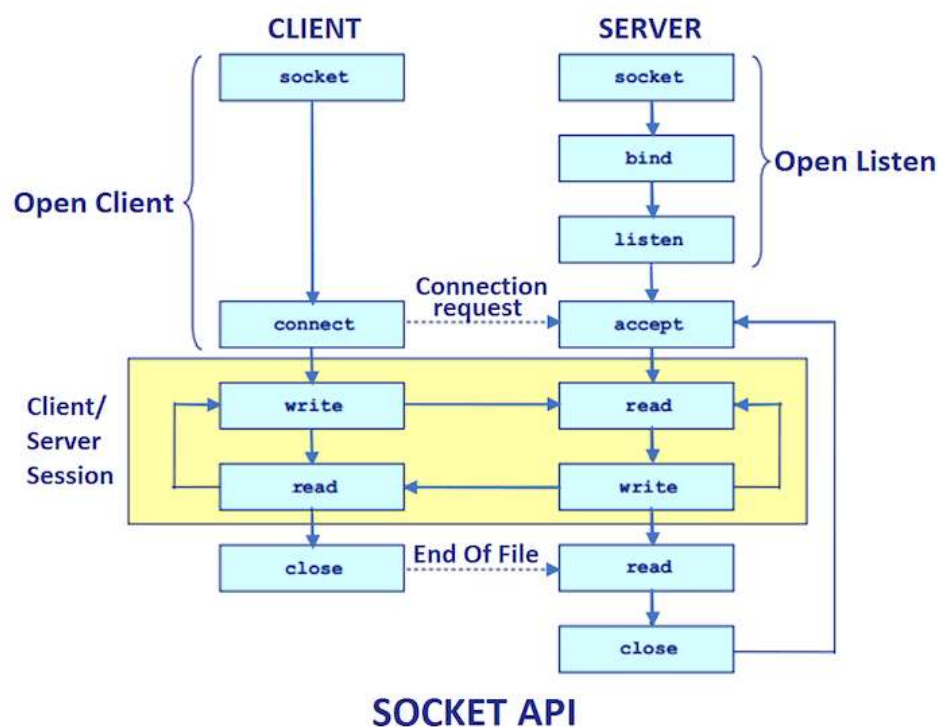 CLIENT
SERVER
socket
socket
bind
Open Client
Open Listen
listen
Connection
request
connect
accept
Client/
Server
Session
write
read
read
write
close
End Of File
read
close
SOCKET API